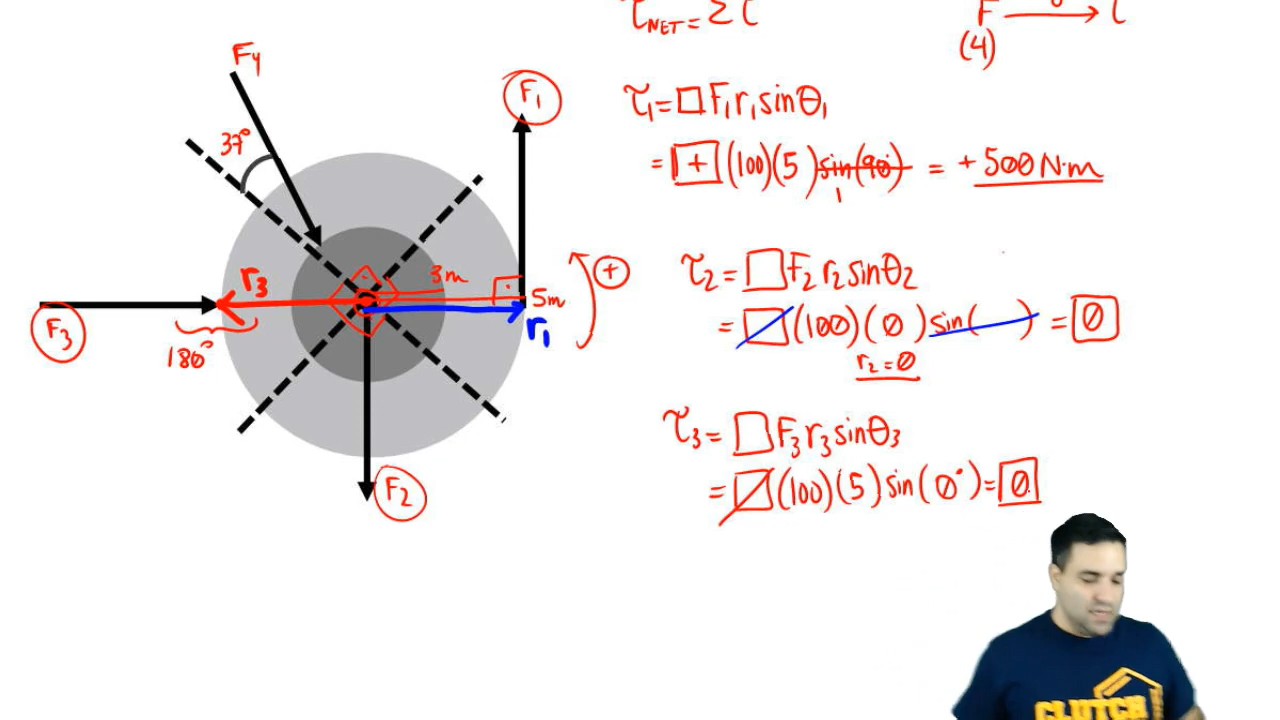 τ_NET = Στ
F → τ
(4)
F₄
37°
F₁
τ₁ = □ F₁ r₁ sinθ₁
= [+] (100)(5) sin(90) = +500 N·m
1
r₃
3m
5m
(+)
r₁
F₃
180°
F₂
τ₂ = □ F₂ r₂ sinθ₂
= □ (100)(0) sin( ) = 0
r₂ = 0
τ₃ = □ F₃ r₃ sinθ₃
= □ (100)(5) sin(0°) = 0
CLUTCH